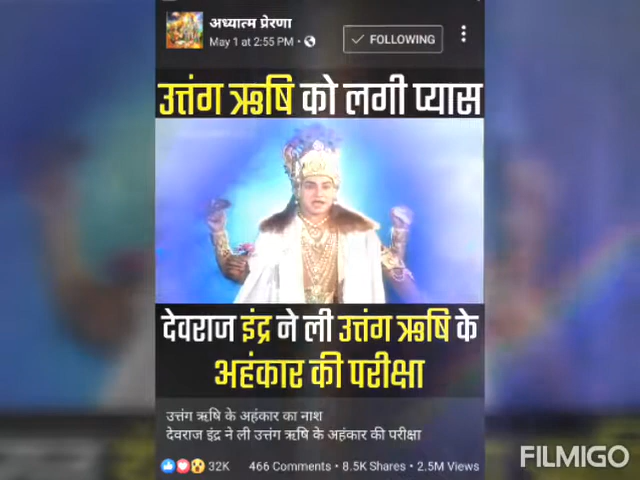 अध्यात्म प्रेरणा
May 1 at 2:55 PM •
FOLLOWING
उत्तंग ऋषि को लगी प्यास
देवराज इंद्र ने ली उत्तंग ऋषि के
अहंकार की परीक्षा
उत्तंग ऋषि के अहंकार का नाश
देवराज इंद्र ने ली उत्तंग ऋषि के अहंकार की परीक्षा
32K 466 Comments • 8.5K Shares • 2.5M Views
FILMIGO